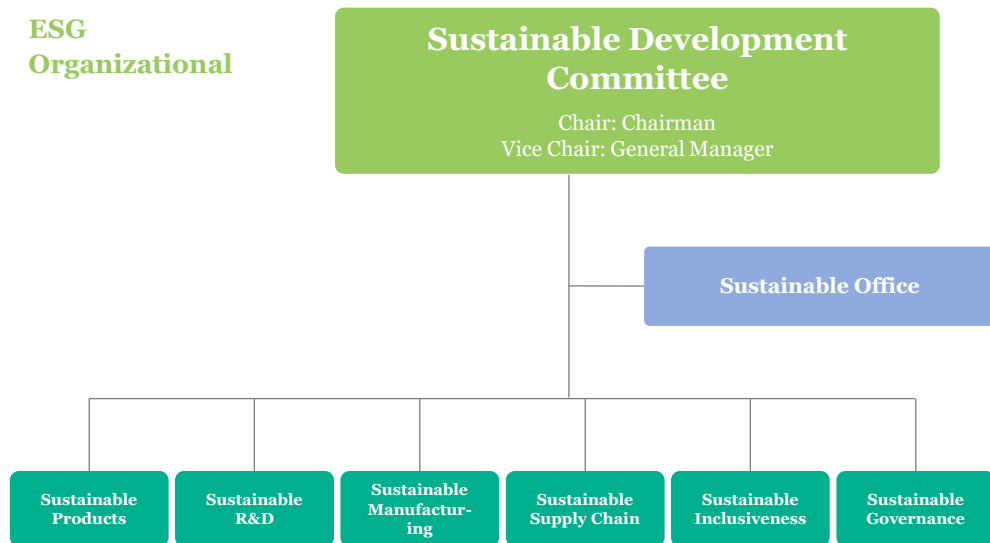 ESG
Organizational
Sustainable Development
Committee
Chair: Chairman
Vice Chair: General Manager
Sustainable Office
Sustainable
Products
Sustainable
R&D
Sustainable
Manufactur-
ing
Sustainable
Supply Chain
Sustainable
Inclusiveness
Sustainable
Governance